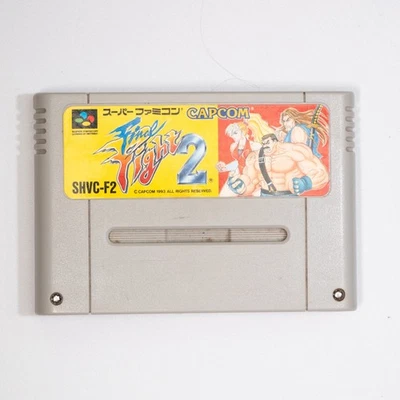 スーパーファミコン
CAPCOM
Final
Fight
2
SHVC-F2
© CAPCOM 1993 ALL RIGHTS RESERVED.